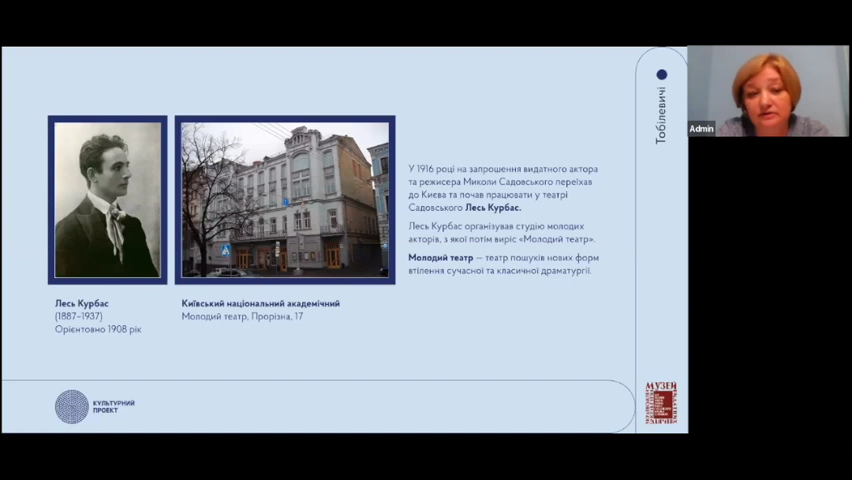 Тобілевичі
Admin
У 1916 році на запрошення видатного актора
та режисера Миколи Садовського переїхав
до Києва та почав працювати у театрі
Садовського Лесь Курбас.
Лесь Курбас організував студію молодих
акторів, з якої потім виріс «Молодий театр».
Молодий театр — театр пошуків нових форм
втілення сучасної та класичної драматургії.
Лесь Курбас
(1887–1937)
Орієнтовно 1908 рік
Київський національний академічний
Молодий театр, Прорізна, 17
КУЛЬТУРНИЙ
ПРОЕКТ
МУЗЕЙ